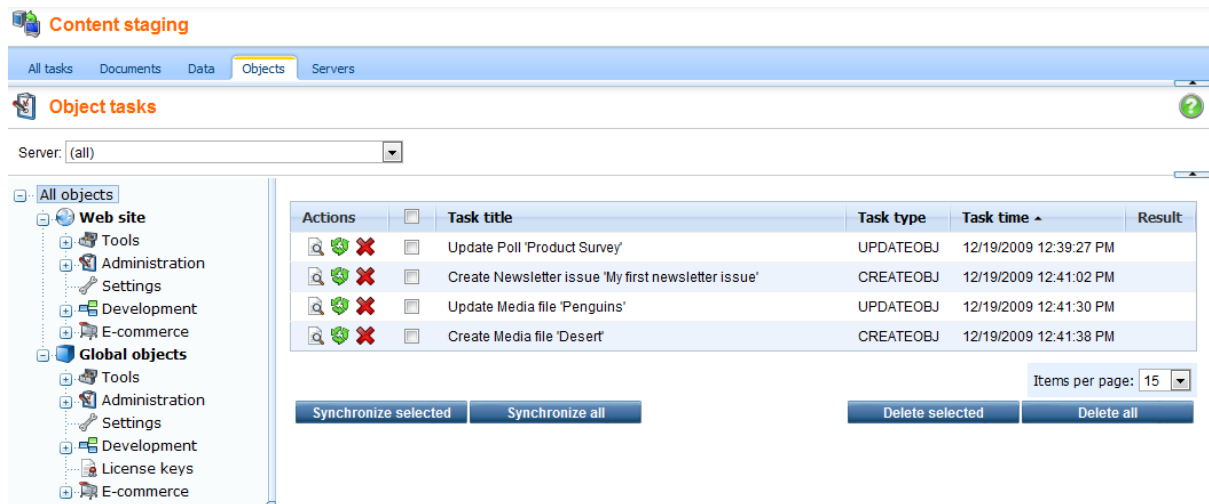 Content staging
All tasks Documents Data Objects Servers
Object tasks
Server: (all)
All objects
Web site
Tools
Administration
Settings
Development
E-commerce
Global objects
Tools
Administration
Settings
Development
License keys
E-commerce
Actions Task title Task type Task time Result
Update Poll 'Product Survey' UPDATEOBJ 12/19/2009 12:39:27 PM
Create Newsletter issue 'My first newsletter issue' CREATEOBJ 12/19/2009 12:41:02 PM
Update Media file 'Penguins' UPDATEOBJ 12/19/2009 12:41:30 PM
Create Media file 'Desert' CREATEOBJ 12/19/2009 12:41:38 PM
Items per page: 15
Synchronize selected Synchronize all Delete selected Delete all